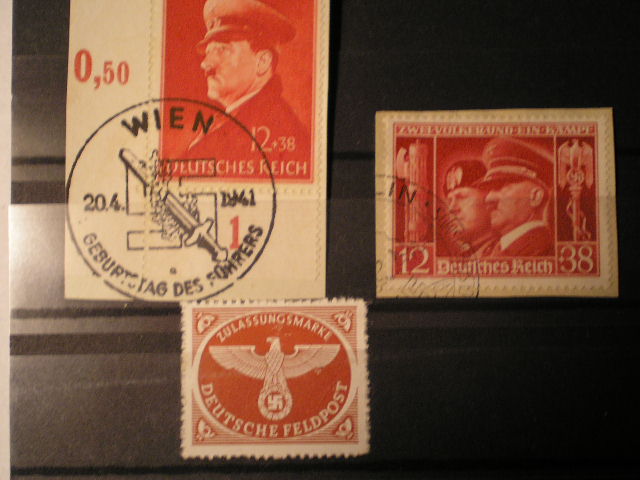 0,50
12+38
DEUTSCHES REICH
WIEN
20.4. 1941
1
GEBURTSTAG DES FÜHRERS
ZWEI VÖLKER UND EIN KAMPF
LIN
12 Deutsches Reich 38
ZULASSUNGSMARKE
DEUTSCHE FELDPOST